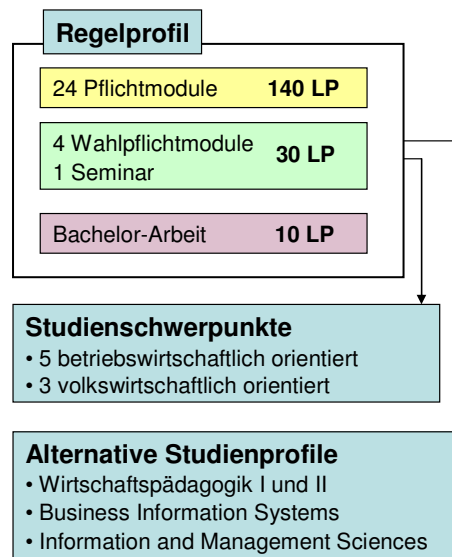 Regelprofil
24 Pflichtmodule 140 LP
4 Wahlpflichtmodule 30 LP
1 Seminar
Bachelor-Arbeit 10 LP
Studienschwerpunkte
• 5 betriebswirtschaftlich orientiert
• 3 volkswirtschaftlich orientiert
Alternative Studienprofile
• Wirtschaftspädagogik I und II
• Business Information Systems
• Information and Management Sciences